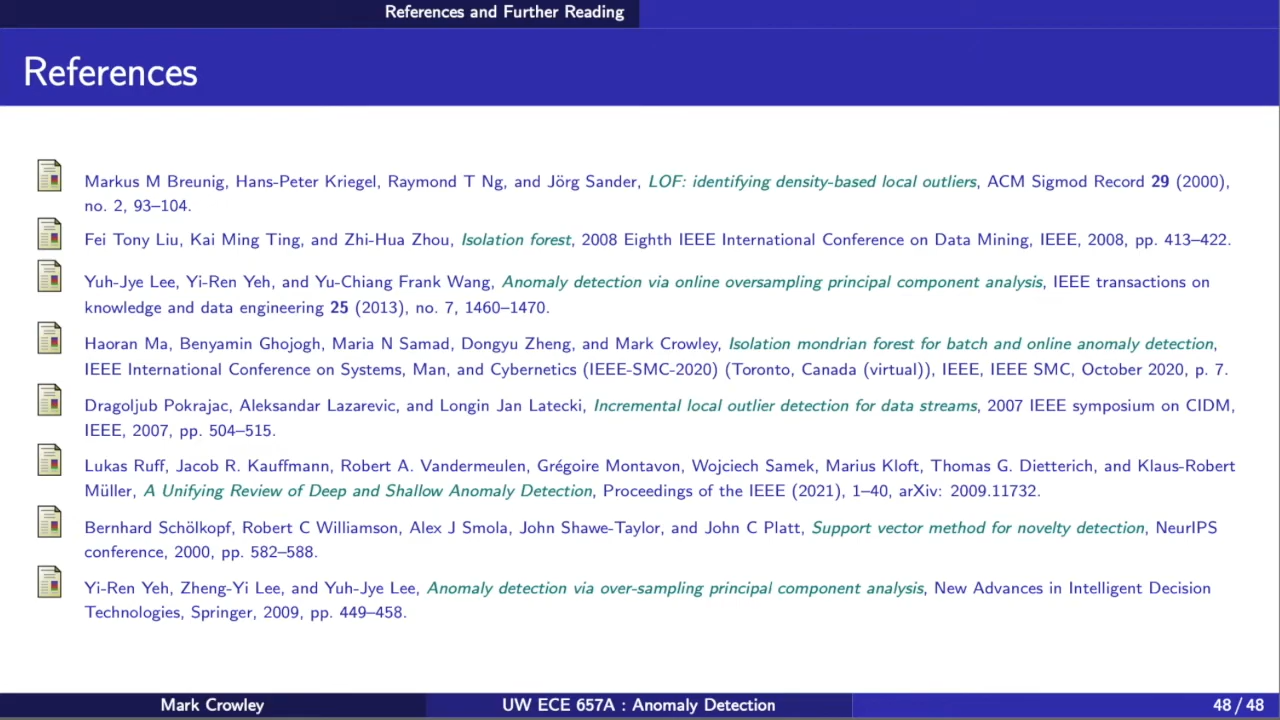 References and Further Reading
References
Markus M Breunig, Hans-Peter Kriegel, Raymond T Ng, and Jörg Sander, LOF: identifying density-based local outliers, ACM Sigmod Record 29 (2000),
no. 2, 93–104.
Fei Tony Liu, Kai Ming Ting, and Zhi-Hua Zhou, Isolation forest, 2008 Eighth IEEE International Conference on Data Mining, IEEE, 2008, pp. 413–422.
Yuh-Jye Lee, Yi-Ren Yeh, and Yu-Chiang Frank Wang, Anomaly detection via online oversampling principal component analysis, IEEE transactions on
knowledge and data engineering 25 (2013), no. 7, 1460–1470.
Haoran Ma, Benyamin Ghojogh, Maria N Samad, Dongyu Zheng, and Mark Crowley, Isolation mondrian forest for batch and online anomaly detection,
IEEE International Conference on Systems, Man, and Cybernetics (IEEE-SMC-2020) (Toronto, Canada (virtual)), IEEE, IEEE SMC, October 2020, p. 7.
Dragoljub Pokrajac, Aleksandar Lazarevic, and Longin Jan Latecki, Incremental local outlier detection for data streams, 2007 IEEE symposium on CIDM,
IEEE, 2007, pp. 504–515.
Lukas Ruff, Jacob R. Kauffmann, Robert A. Vandermeulen, Grégoire Montavon, Wojciech Samek, Marius Kloft, Thomas G. Dietterich, and Klaus-Robert
Müller, A Unifying Review of Deep and Shallow Anomaly Detection, Proceedings of the IEEE (2021), 1–40, arXiv: 2009.11732.
Bernhard Schölkopf, Robert C Williamson, Alex J Smola, John Shawe-Taylor, and John C Platt, Support vector method for novelty detection, NeurIPS
conference, 2000, pp. 582–588.
Yi-Ren Yeh, Zheng-Yi Lee, and Yuh-Jye Lee, Anomaly detection via over-sampling principal component analysis, New Advances in Intelligent Decision
Technologies, Springer, 2009, pp. 449–458.
Mark Crowley
UW ECE 657A : Anomaly Detection
48 / 48